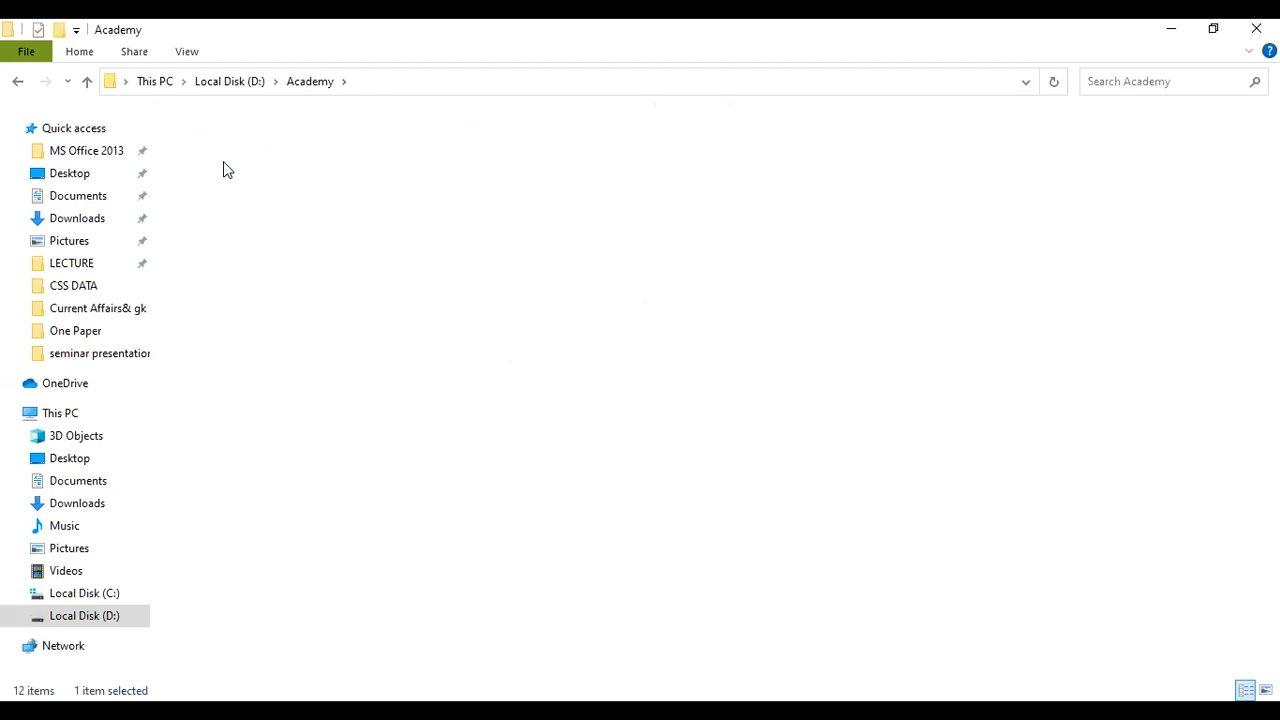 Academy
File Home Share View
This PC Local Disk (D:) Academy Search Academy
Quick access
MS Office 2013
Desktop
Documents
Downloads
Pictures
LECTURE
CSS DATA
Current Affairs& gk
One Paper
seminar presentation
OneDrive
This PC
3D Objects
Desktop
Documents
Downloads
Music
Pictures
Videos
Local Disk (C:)
Local Disk (D:)
Network
12 items 1 item selected